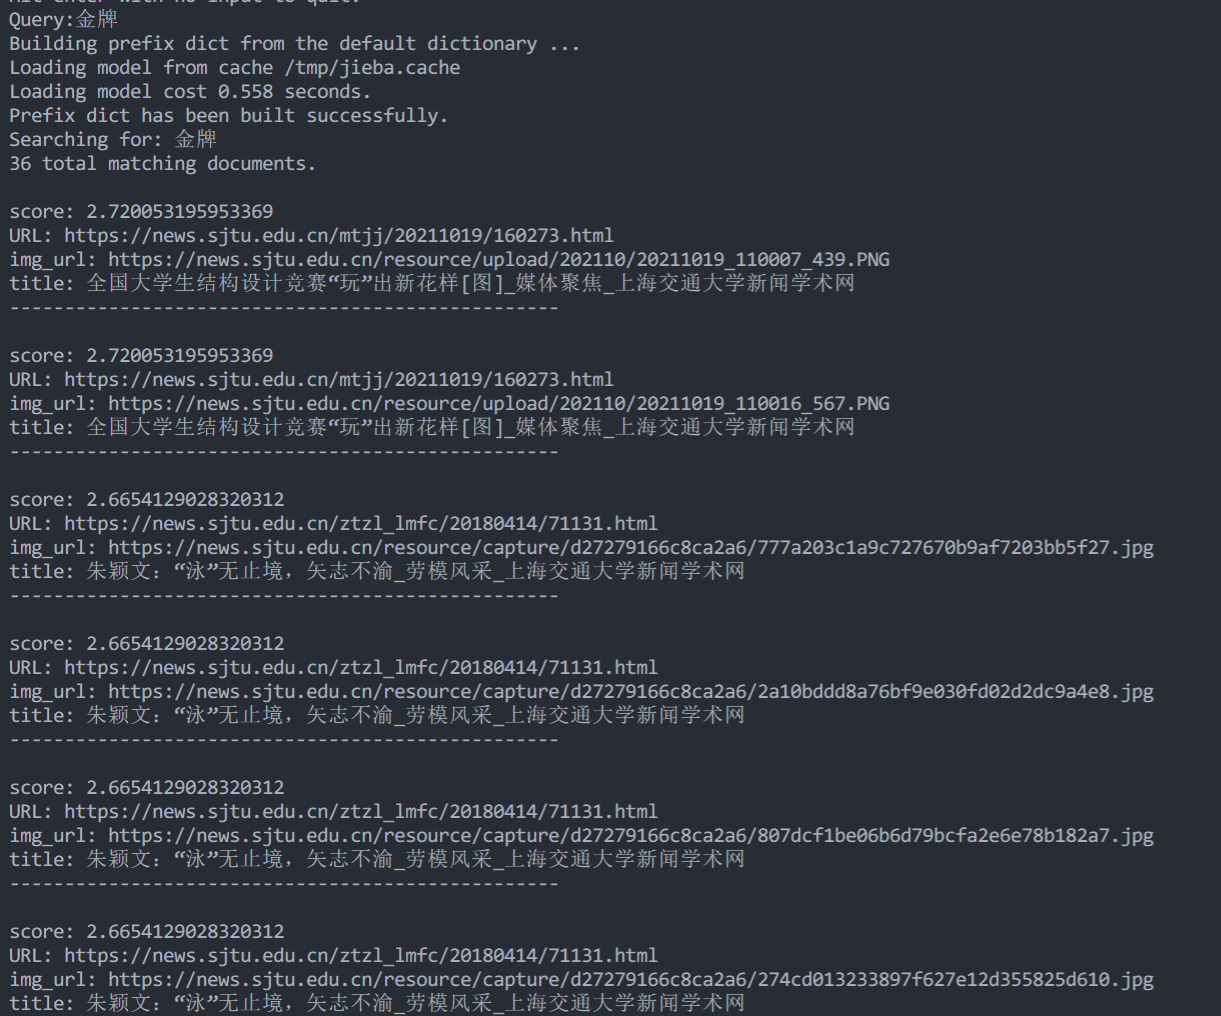 Hit enter with no input to quit.
Query:金牌
Building prefix dict from the default dictionary ...
Loading model from cache /tmp/jieba.cache
Loading model cost 0.558 seconds.
Prefix dict has been built successfully.
Searching for: 金牌
36 total matching documents.
score: 2.720053195953369
URL: https://news.sjtu.edu.cn/mtjj/20211019/160273.html
img_url: https://news.sjtu.edu.cn/resource/upload/202110/20211019_110007_439.PNG
title: 全国大学生结构设计竞赛“玩”出新花样[图]_媒体聚焦_上海交通大学新闻学术网
--------------------------------------------------
score: 2.720053195953369
URL: https://news.sjtu.edu.cn/mtjj/20211019/160273.html
img_url: https://news.sjtu.edu.cn/resource/upload/202110/20211019_110016_567.PNG
title: 全国大学生结构设计竞赛“玩”出新花样[图]_媒体聚焦_上海交通大学新闻学术网
--------------------------------------------------
score: 2.6654129028320312
URL: https://news.sjtu.edu.cn/ztzl_lmfc/20180414/71131.html
img_url: https://news.sjtu.edu.cn/resource/capture/d27279166c8ca2a6/777a203c1a9c727670b9af7203bb5f27.jpg
title: 朱颖文：“泳”无止境，矢志不渝_劳模风采_上海交通大学新闻学术网
--------------------------------------------------
score: 2.6654129028320312
URL: https://news.sjtu.edu.cn/ztzl_lmfc/20180414/71131.html
img_url: https://news.sjtu.edu.cn/resource/capture/d27279166c8ca2a6/2a10bddd8a76bf9e030fd02d2dc9a4e8.jpg
title: 朱颖文：“泳”无止境，矢志不渝_劳模风采_上海交通大学新闻学术网
--------------------------------------------------
score: 2.6654129028320312
URL: https://news.sjtu.edu.cn/ztzl_lmfc/20180414/71131.html
img_url: https://news.sjtu.edu.cn/resource/capture/d27279166c8ca2a6/807dcf1be06b6d79bcfa2e6e78b182a7.jpg
title: 朱颖文：“泳”无止境，矢志不渝_劳模风采_上海交通大学新闻学术网
--------------------------------------------------
score: 2.6654129028320312
URL: https://news.sjtu.edu.cn/ztzl_lmfc/20180414/71131.html
img_url: https://news.sjtu.edu.cn/resource/capture/d27279166c8ca2a6/274cd013233897f627e12d355825d610.jpg
title: 朱颖文：“泳”无止境，矢志不渝_劳模风采_上海交通大学新闻学术网